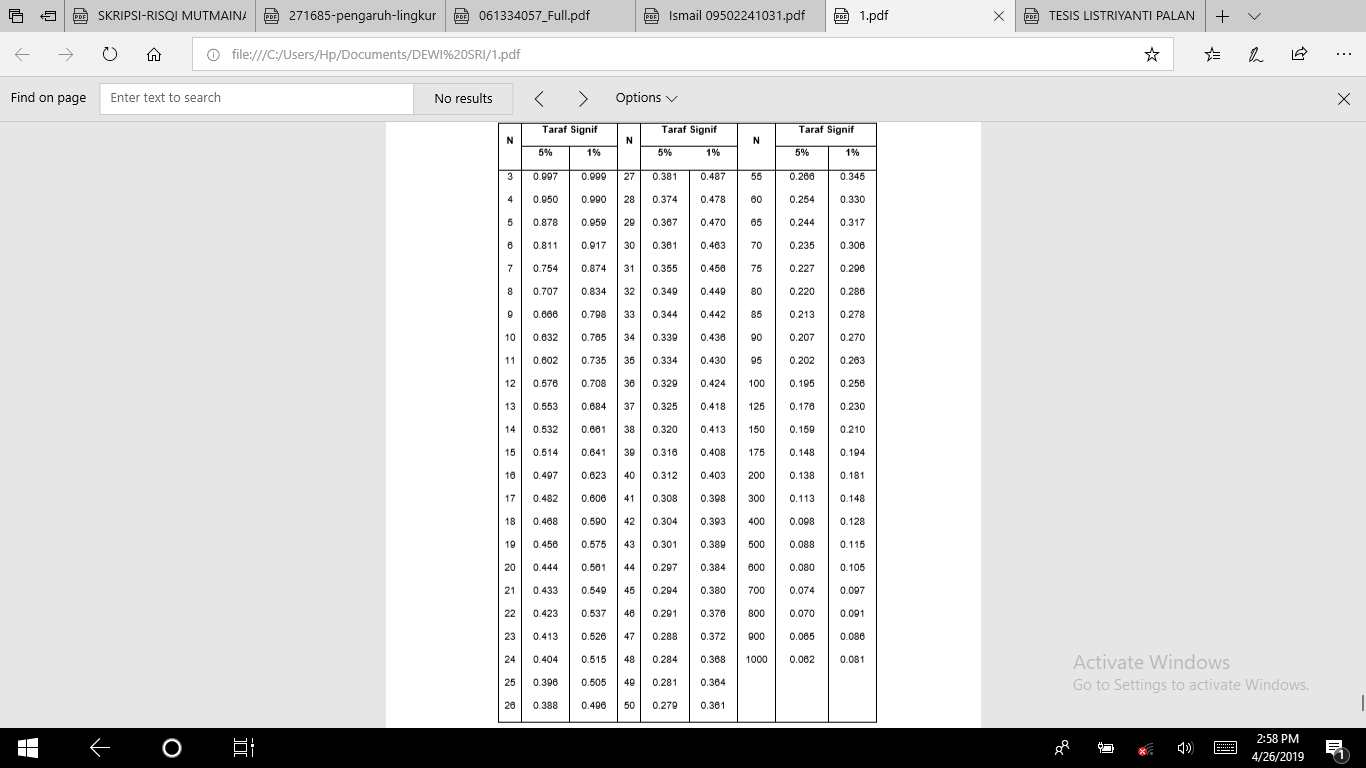 SKRIPSI-RISQI MUTMAINA
271685-pengaruh-lingkur
061334057_Full.pdf
Ismail 09502241031.pdf
1.pdf
TESIS LISTRIYANTI PALAN
file:///C:/Users/Hp/Documents/DEWI%20SRI/1.pdf
Find on page Enter text to search No results Options
N Taraf Signif N Taraf Signif N Taraf Signif
5% 1% 5% 1% 5% 1%
3 0.997 0.999 27 0.381 0.487 55 0.266 0.345
4 0.950 0.990 28 0.374 0.478 60 0.254 0.330
5 0.878 0.959 29 0.367 0.470 65 0.244 0.317
6 0.811 0.917 30 0.361 0.463 70 0.235 0.306
7 0.754 0.874 31 0.355 0.456 75 0.227 0.296
8 0.707 0.834 32 0.349 0.449 80 0.220 0.286
9 0.666 0.798 33 0.344 0.442 85 0.213 0.278
10 0.632 0.765 34 0.339 0.436 90 0.207 0.270
11 0.602 0.735 35 0.334 0.430 95 0.202 0.263
12 0.576 0.708 36 0.329 0.424 100 0.195 0.256
13 0.553 0.684 37 0.325 0.418 125 0.176 0.230
14 0.532 0.661 38 0.320 0.413 150 0.159 0.210
15 0.514 0.641 39 0.316 0.408 175 0.148 0.194
16 0.497 0.623 40 0.312 0.403 200 0.138 0.181
17 0.482 0.606 41 0.308 0.398 300 0.113 0.148
18 0.468 0.590 42 0.304 0.393 400 0.098 0.128
19 0.456 0.575 43 0.301 0.389 500 0.088 0.115
20 0.444 0.561 44 0.297 0.384 600 0.080 0.105
21 0.433 0.549 45 0.294 0.380 700 0.074 0.097
22 0.423 0.537 46 0.291 0.376 800 0.070 0.091
23 0.413 0.526 47 0.288 0.372 900 0.065 0.086
24 0.404 0.515 48 0.284 0.368 1000 0.062 0.081
25 0.396 0.505 49 0.281 0.364
26 0.388 0.496 50 0.279 0.361
Activate Windows
Go to Settings to activate Windows.
2:58 PM
4/26/2019
1